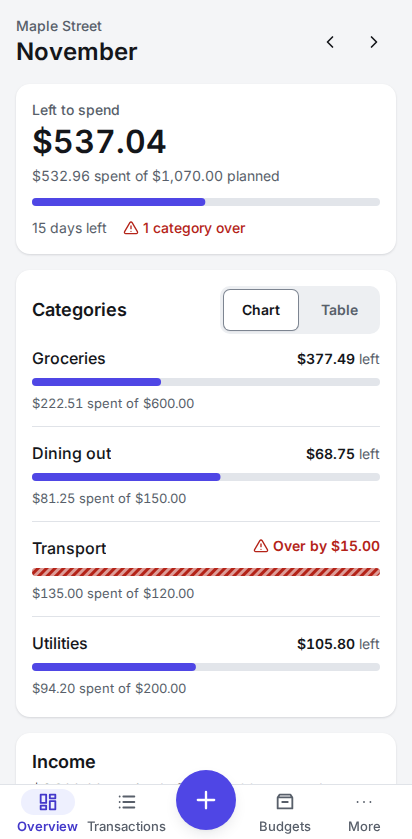 Maple Street
November
Left to spend
$537.04
$532.96 spent of $1,070.00 planned
15 days left 1 category over
Categories Chart Table
Groceries $377.49 left
$222.51 spent of $600.00
Dining out $68.75 left
$81.25 spent of $150.00
Transport Over by $15.00
$135.00 spent of $120.00
Utilities $105.80 left
$94.20 spent of $200.00
Income
Overview Transactions Budgets More